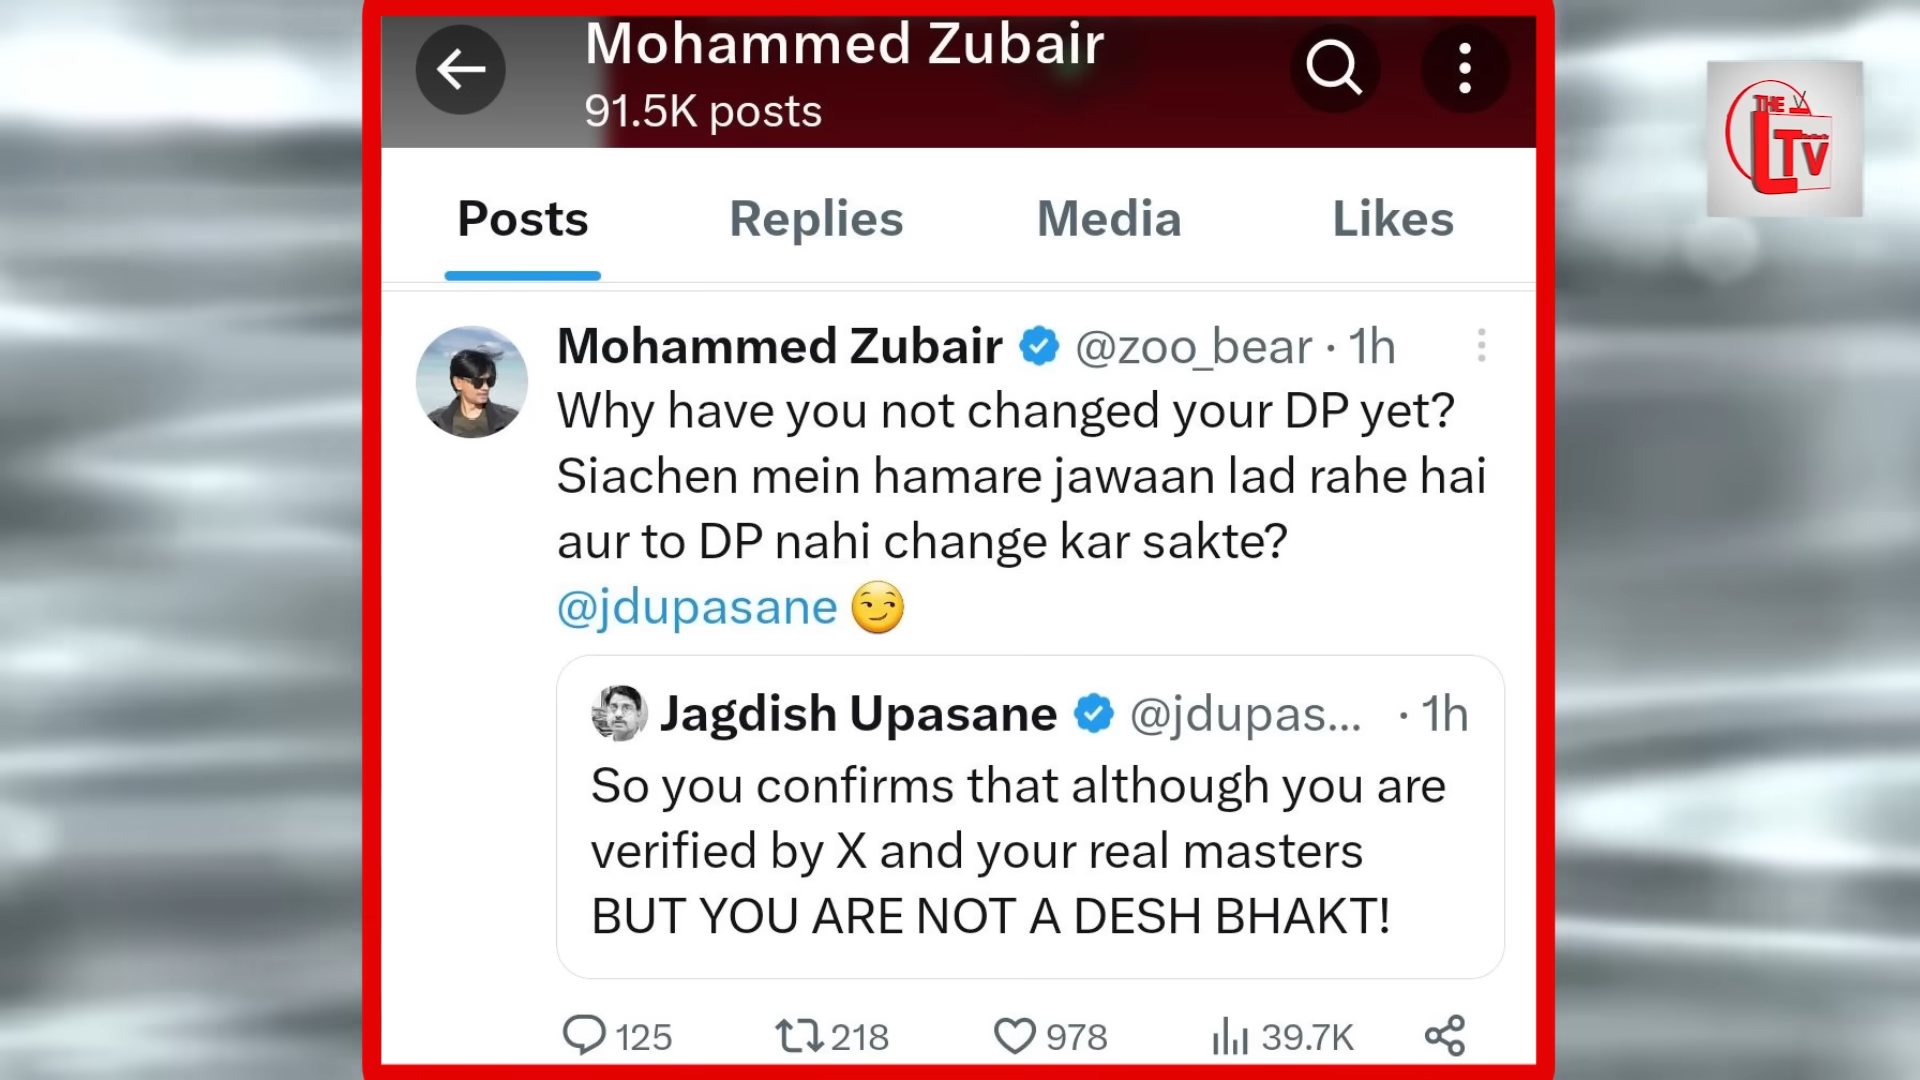 Mohammed Zubair
91.5K posts
THE
LTV
Posts Replies Media Likes
Mohammed Zubair @zoo_bear · 1h
Why have you not changed your DP yet?
Siachen mein hamare jawaan lad rahe hai
aur to DP nahi change kar sakte?
@jdupasane 😏
Jagdish Upasane @jdupas... · 1h
So you confirms that although you are
verified by X and your real masters
BUT YOU ARE NOT A DESH BHAKT!
125 218 978 39.7K